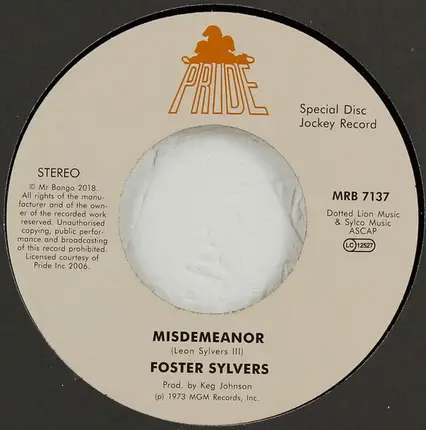 PRIDE
Special Disc
Jockey Record
STEREO
© Mr Bongo 2018.
All rights of the manu-
facturer and of the ow-
ner of the recorded work
reserved. Unauthorised
copying, public perfor-
mance and broadcasting
of this record prohibited.
Licensed courtesy of
Pride Inc 2006.
MRB 7137
Dotted Lion Music
& Sylco Music
ASCAP
LC 12527
MISDEMEANOR
(Leon Sylvers III)
FOSTER SYLVERS
Prod. by Keg Johnson
(p) 1973 MGM Records, Inc.